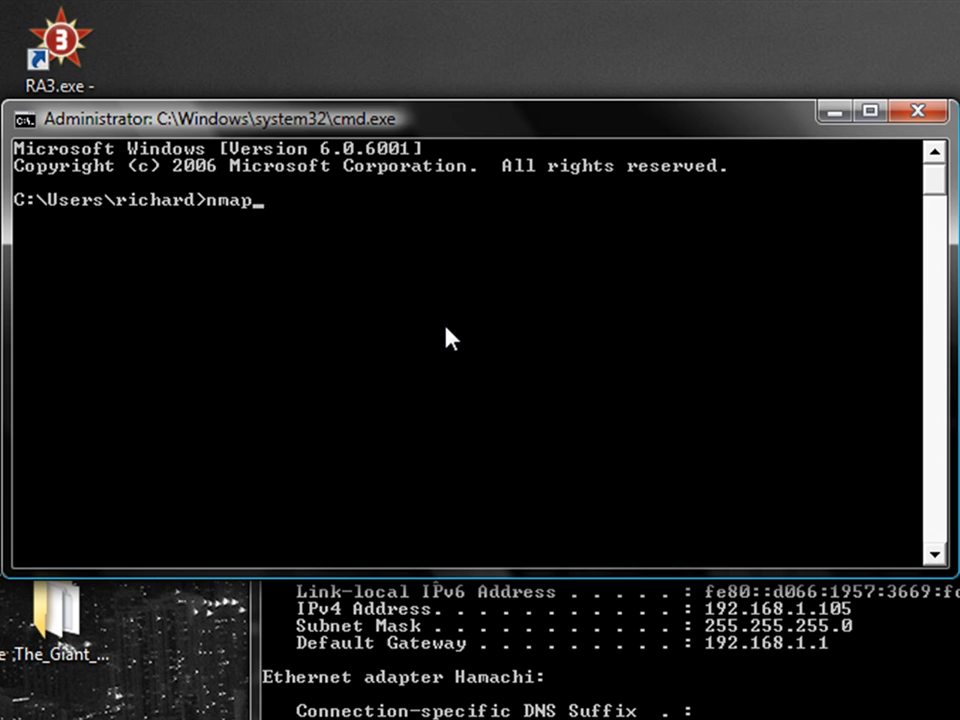 3
RA3.exe -
Administrator: C:\Windows\system32\cmd.exe
Microsoft Windows [Version 6.0.6001]
Copyright (c) 2006 Microsoft Corporation.  All rights reserved.
C:\Users\richard>nmap_
Link-local IPv6 Address . . . . . : fe80::d066:1957:3669:fc
IPv4 Address. . . . . . . . . . . : 192.168.1.105
Subnet Mask . . . . . . . . . . . : 255.255.255.0
Default Gateway . . . . . . . . . : 192.168.1.1
e ;The_Giant_...
Ethernet adapter Hamachi:
Connection-specific DNS Suffix  . :